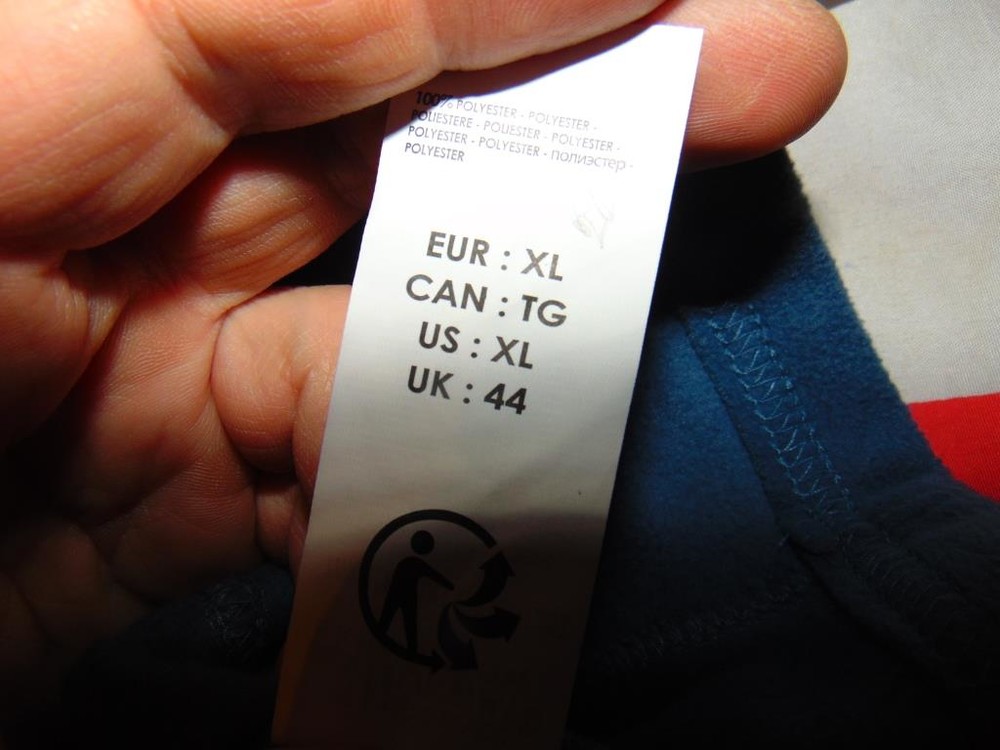 100% POLYESTER - POLYESTER -
POLIESTERE - POLIESTER - POLYESTER -
POLYESTER - POLYESTER - полиэстер -
POLYESTER
EUR : XL
CAN : TG
US : XL
UK : 44